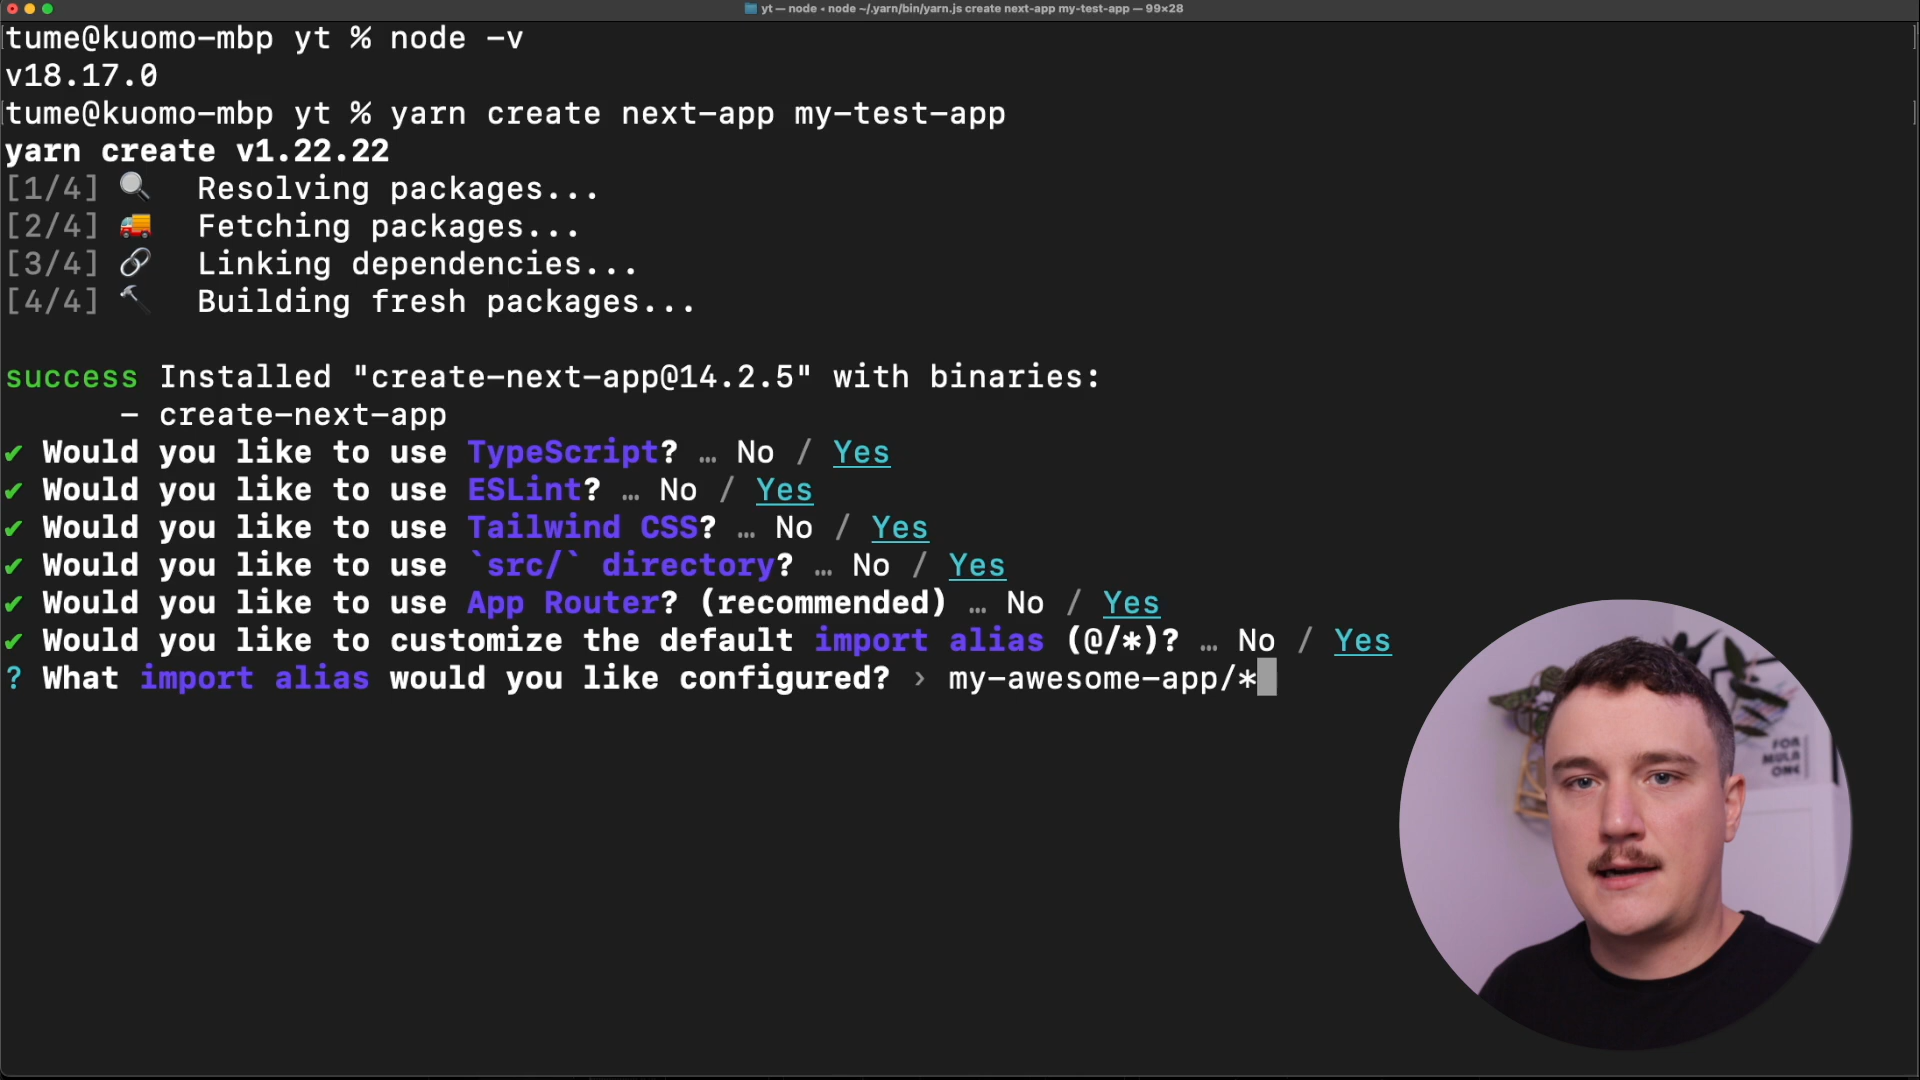 yt — node ◂ node ~/.yarn/bin/yarn.js create next-app my-test-app — 99×28
tume@kuomo-mbp yt % node -v
v18.17.0
tume@kuomo-mbp yt % yarn create next-app my-test-app
yarn create v1.22.22
[1/4] 🔍  Resolving packages...
[2/4] 🚚  Fetching packages...
[3/4] 🔗  Linking dependencies...
[4/4] 🔨  Building fresh packages...
success Installed "create-next-app@14.2.5" with binaries:
      - create-next-app
✔ Would you like to use TypeScript? … No / Yes
✔ Would you like to use ESLint? … No / Yes
✔ Would you like to use Tailwind CSS? … No / Yes
✔ Would you like to use `src/` directory? … No / Yes
✔ Would you like to use App Router? (recommended) … No / Yes
✔ Would you like to customize the default import alias (@/*)? … No / Yes
? What import alias would you like configured? › my-awesome-app/*
FOR
MULA
ONE